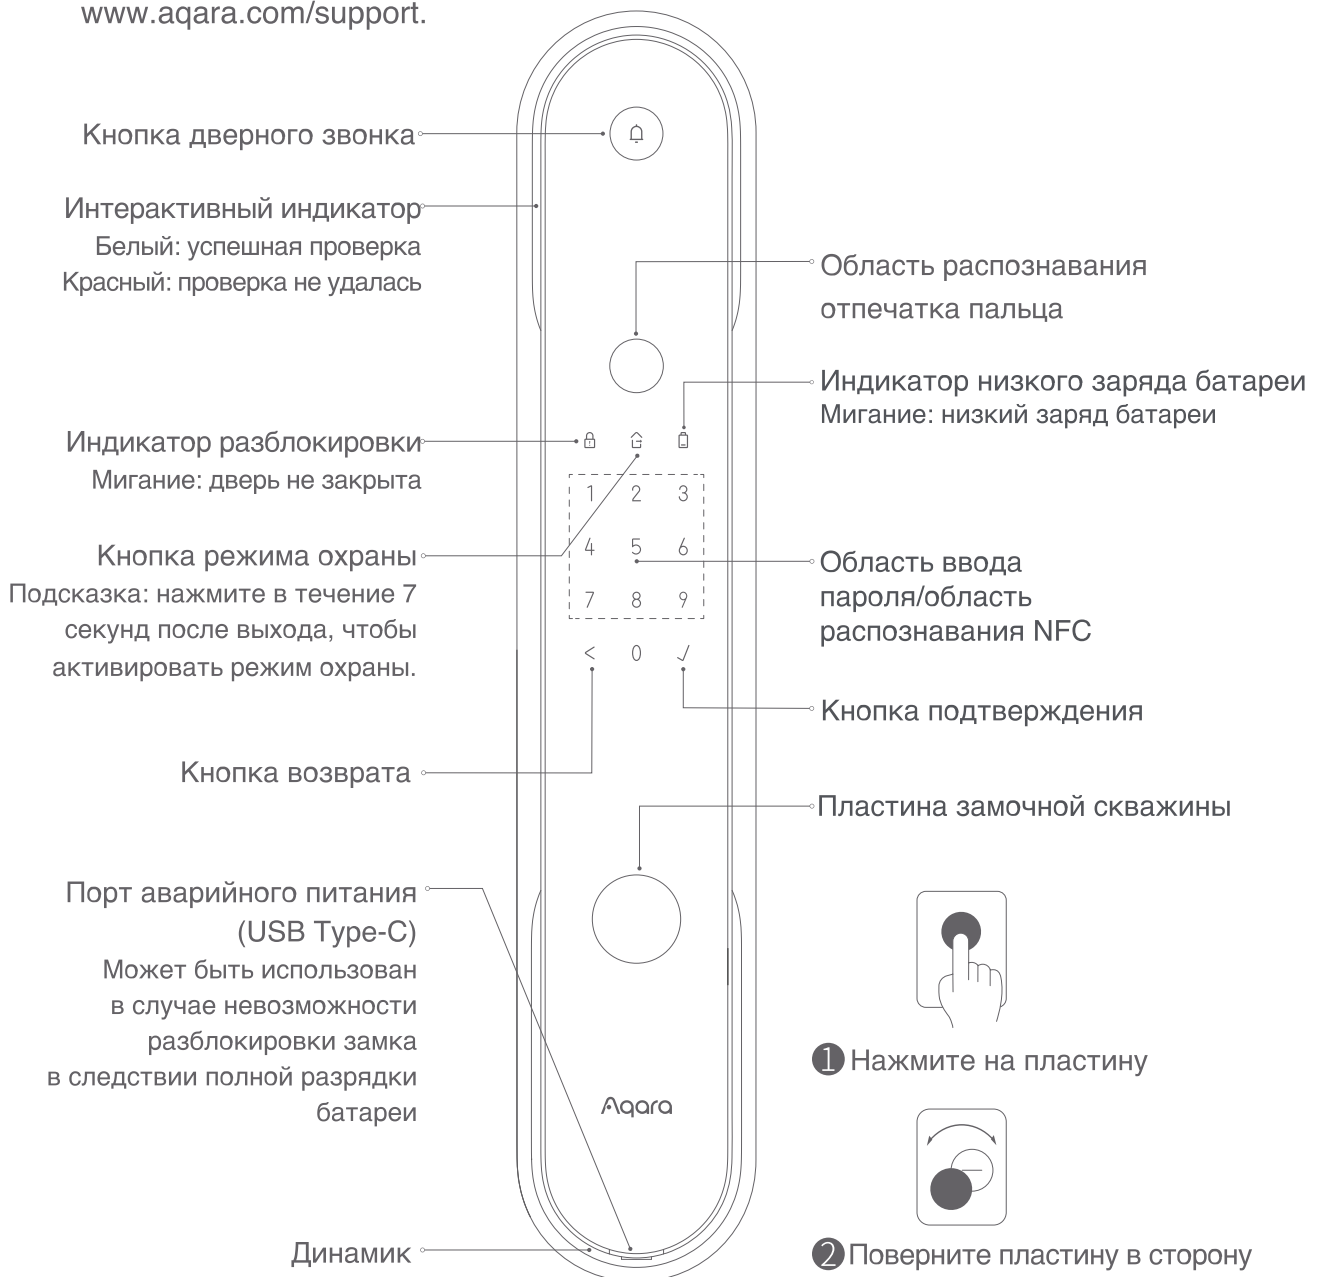 www.aqara.com/support.
Кнопка дверного звонка
Интерактивный индикатор
Белый: успешная проверка
Красный: проверка не удалась
Область распознавания
отпечатка пальца
Индикатор низкого заряда батареи
Мигание: низкий заряд батареи
Индикатор разблокировки
Мигание: дверь не закрыта
1 2 3
4 5 6
7 8 9
< 0 ✓
Кнопка режима охраны
Подсказка: нажмите в течение 7
секунд после выхода, чтобы
активировать режим охраны.
Область ввода
пароля/область
распознавания NFC
Кнопка подтверждения
Кнопка возврата
Пластина замочной скважины
Порт аварийного питания
(USB Type-C)
Может быть использован
в случае невозможности
разблокировки замка
в следствии полной разрядки
батареи
Aqara
1 Нажмите на пластину
Динамик
2 Поверните пластину в сторону